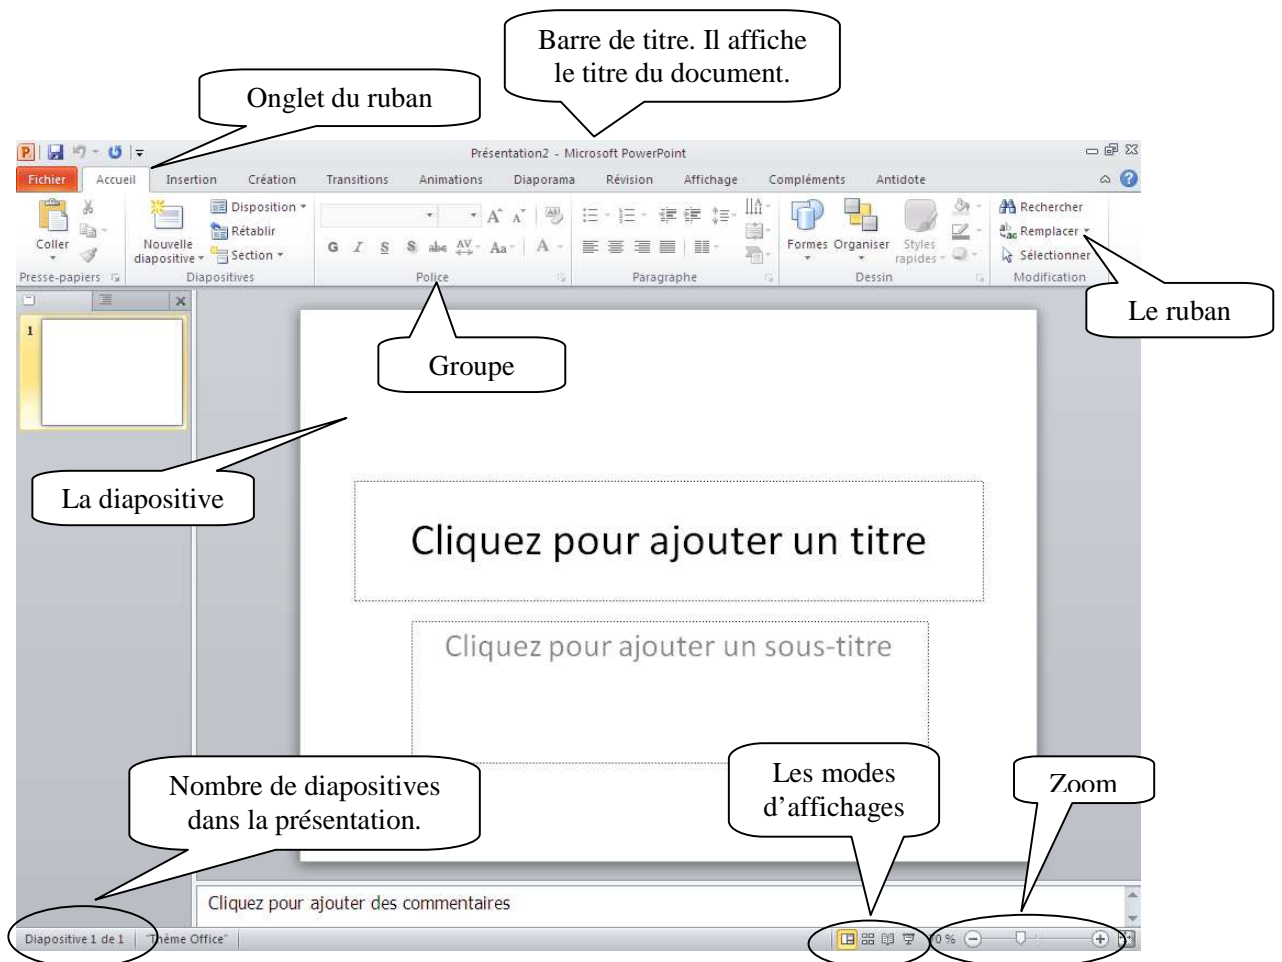 Barre de titre. Il affiche
le titre du document.
Onglet du ruban
Présentation2 - Microsoft PowerPoint
Fichier Accueil Insertion Création Transitions Animations Diaporama Révision Affichage Compléments Antidote
Coller
Presse-papiers
Nouvelle
diapositive
Disposition
Rétablir
Section
Diapositives
G I S S abc AV Aa A
Police
Paragraphe
Formes Organiser Styles
rapides
Dessin
Rechercher
Remplacer
Sélectionner
Modification
Le ruban
1
Groupe
La diapositive
Cliquez pour ajouter un titre
Cliquez pour ajouter un sous-titre
Nombre de diapositives
dans la présentation.
Les modes
d’affichages
Zoom
Cliquez pour ajouter des commentaires
Diapositive 1 de 1 "Thème Office"